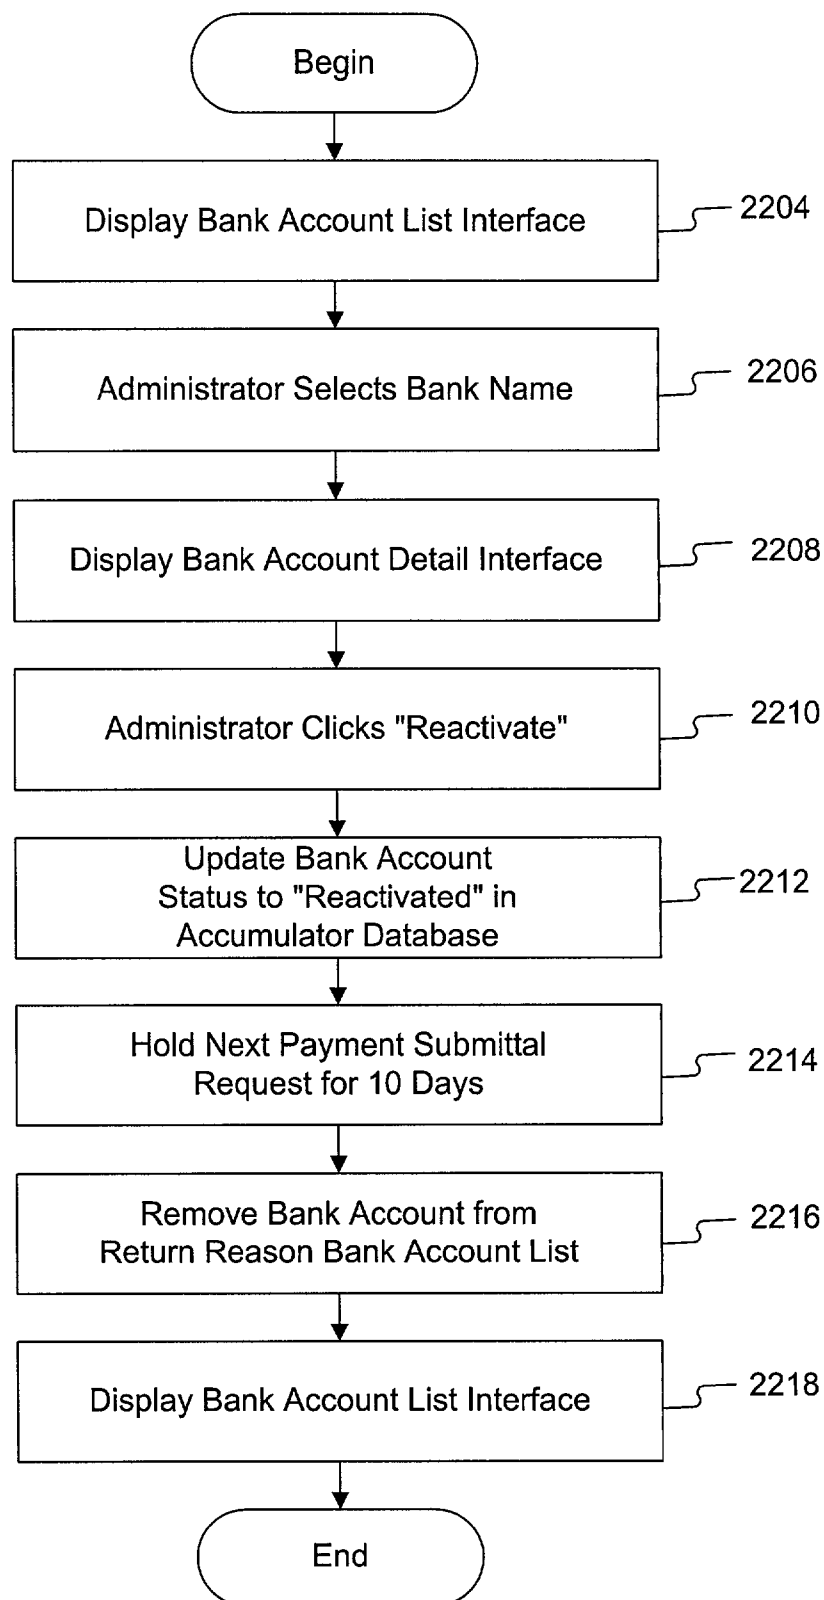 Begin
Display Bank Account List Interface
2204
Administrator Selects Bank Name
2206
Display Bank Account Detail Interface
2208
Administrator Clicks "Reactivate"
2210
Update Bank Account
Status to "Reactivated" in
Accumulator Database
2212
Hold Next Payment Submittal
Request for 10 Days
2214
Remove Bank Account from
Return Reason Bank Account List
2216
Display Bank Account List Interface
2218
End